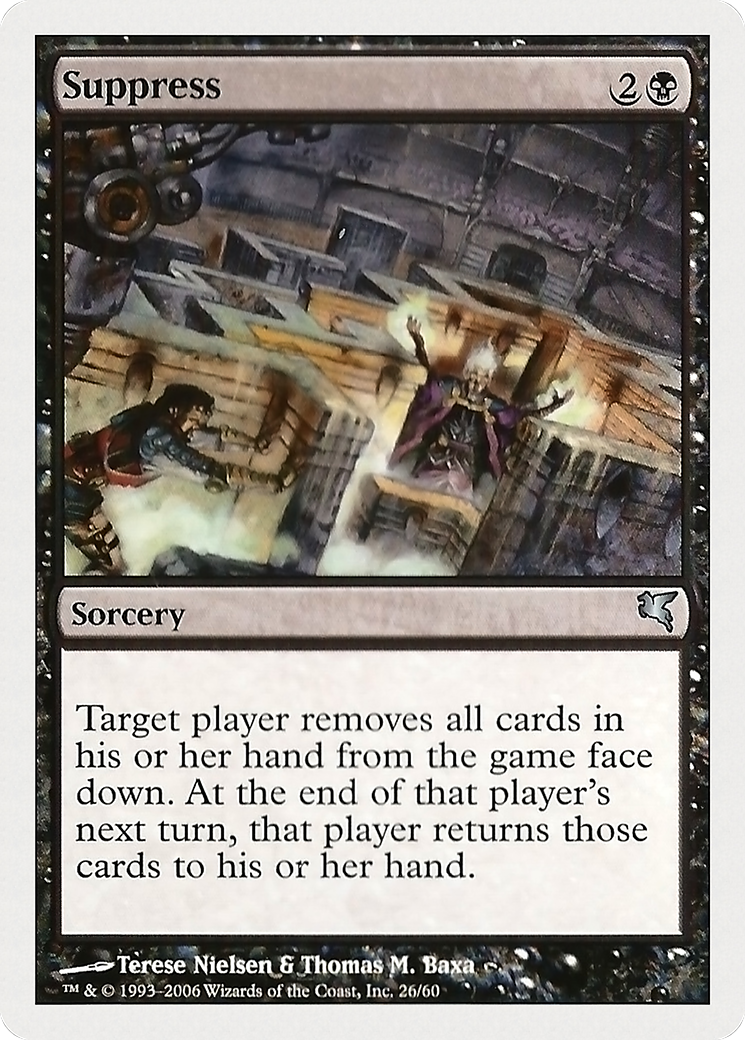 Suppress 2
Sorcery
Target player removes all cards in
his or her hand from the game face
down. At the end of that player's
next turn, that player returns those
cards to his or her hand.
Terese Nielsen & Thomas M. Baxa
™ & © 1993–2006 Wizards of the Coast, Inc. 26/60